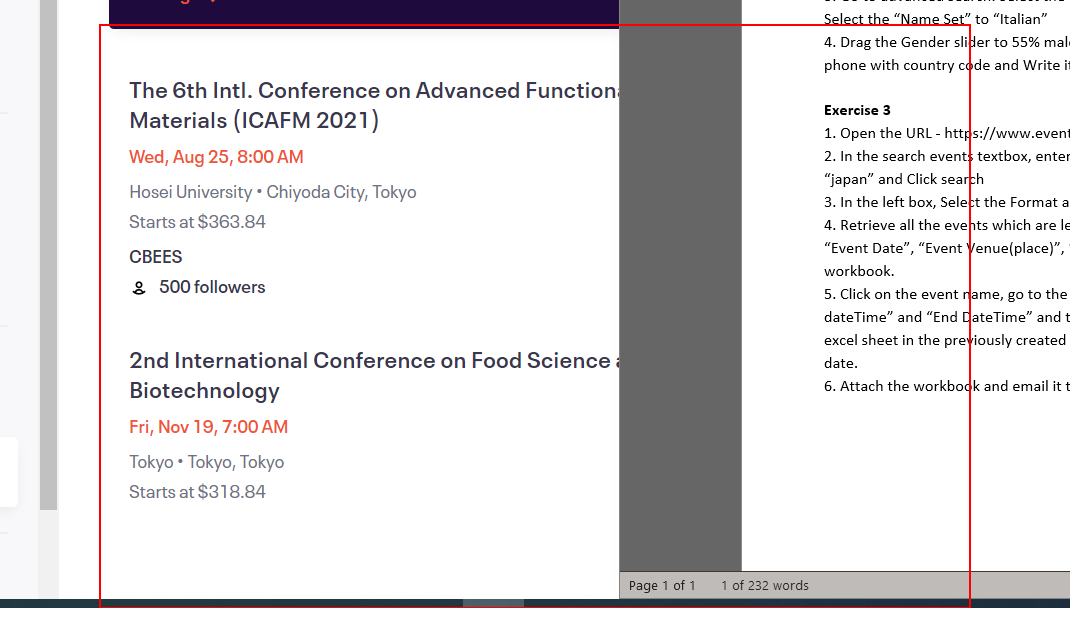 The 6th Intl. Conference on Advanced
Materials (ICAFM 2021)
Wed, Aug 25, 8:00 AM
Hosei University • Chiyoda City, Tokyo
Starts at $363.84
CBEES
500 followers
2nd International Conference on Food Science
Biotechnology
Fri, Nov 19, 7:00 AM
Tokyo • Tokyo, Tokyo
Starts at $318.84
Select the “Name Set” to “Italian”
4. Drag the Gender slider to 55%
phone with country code and Write
Exercise 3
1. Open the URL - https://www.event
2. In the search events textbox, enter
“japan” and Click search
3. In the left box, Select the Format
4. Retrieve all the events which are
“Event Date”, “Event Venue(place)”,
workbook.
5. Click on the event name, go to the
dateTime” and “End DateTime” and
excel sheet in the previously created
date.
6. Attach the workbook and email it
Page 1 of 1 1 of 232 words